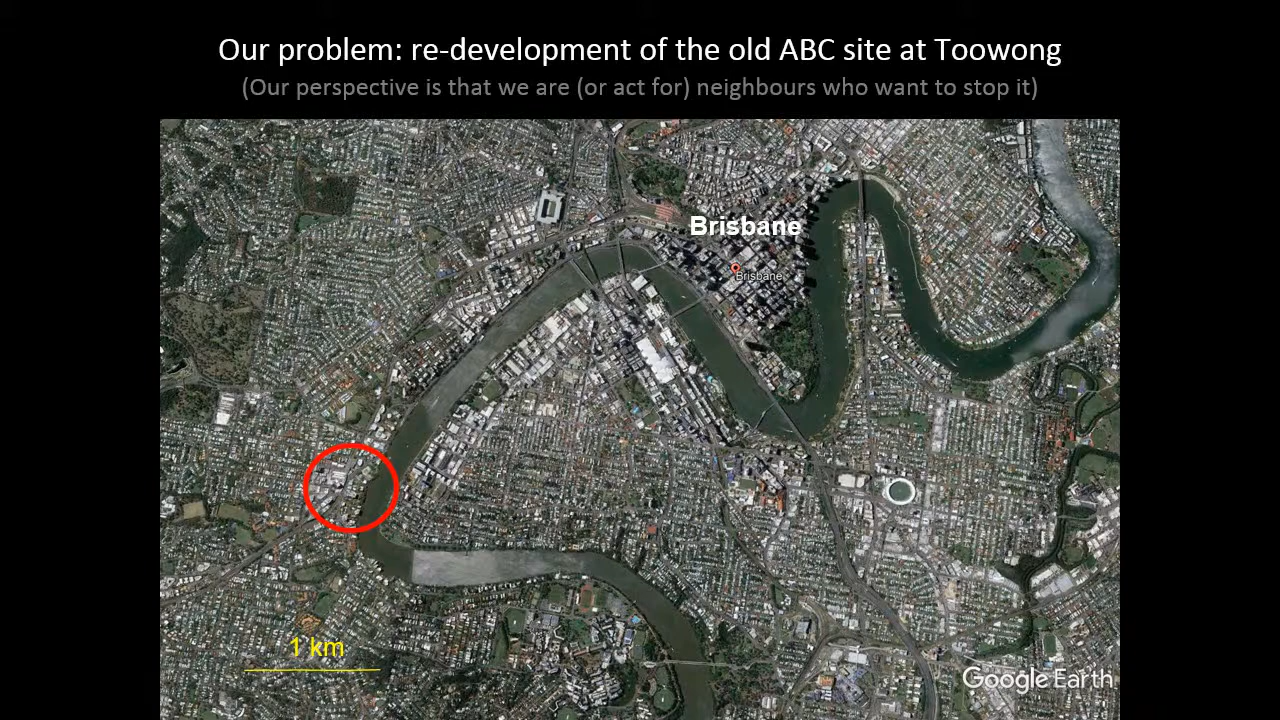 Our problem: re-development of the old ABC site at Toowong
(Our perspective is that we are (or act for) neighbours who want to stop it)
Brisbane
Brisbane
1 km
Google Earth